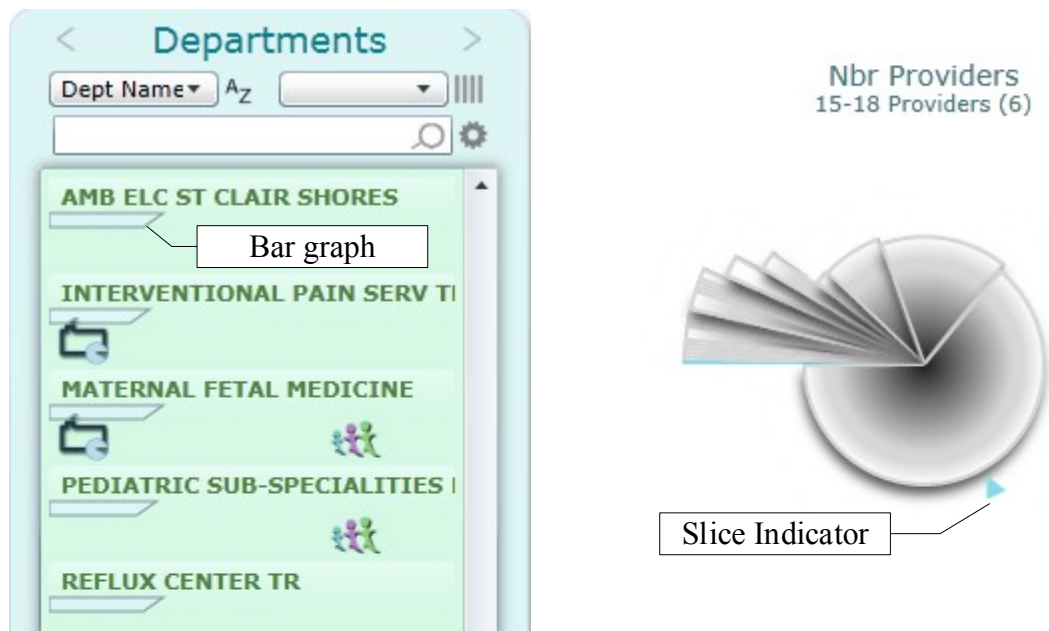 < Departments >
Dept Name AZ
AMB ELC ST CLAIR SHORES
Bar graph
INTERVENTIONAL PAIN SERV
MATERNAL FETAL MEDICINE
PEDIATRIC SUB-SPECIALITIES
REFLUX CENTER TR
Nbr Providers
15-18 Providers (6)
Slice Indicator